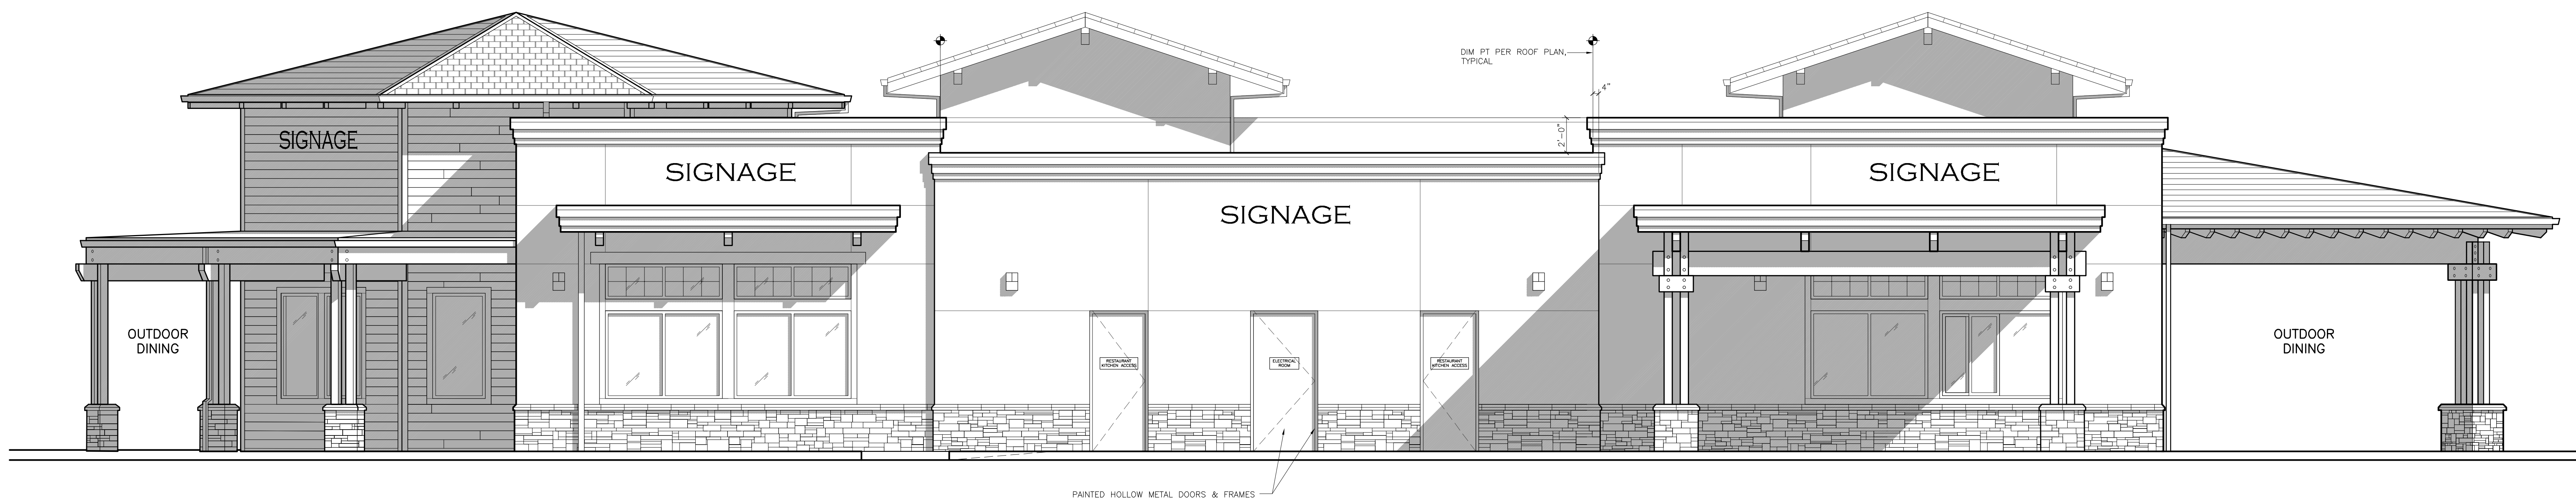 DIM PT PER ROOF PLAN,
TYPICAL
4"
2'-0"
SIGNAGE
SIGNAGE
SIGNAGE
SIGNAGE
OUTDOOR
DINING
OUTDOOR
DINING
RESTAURANT
KITCHEN ACCESS
ELECTRICAL
ROOM
RESTAURANT
KITCHEN ACCESS
PAINTED HOLLOW METAL DOORS & FRAMES